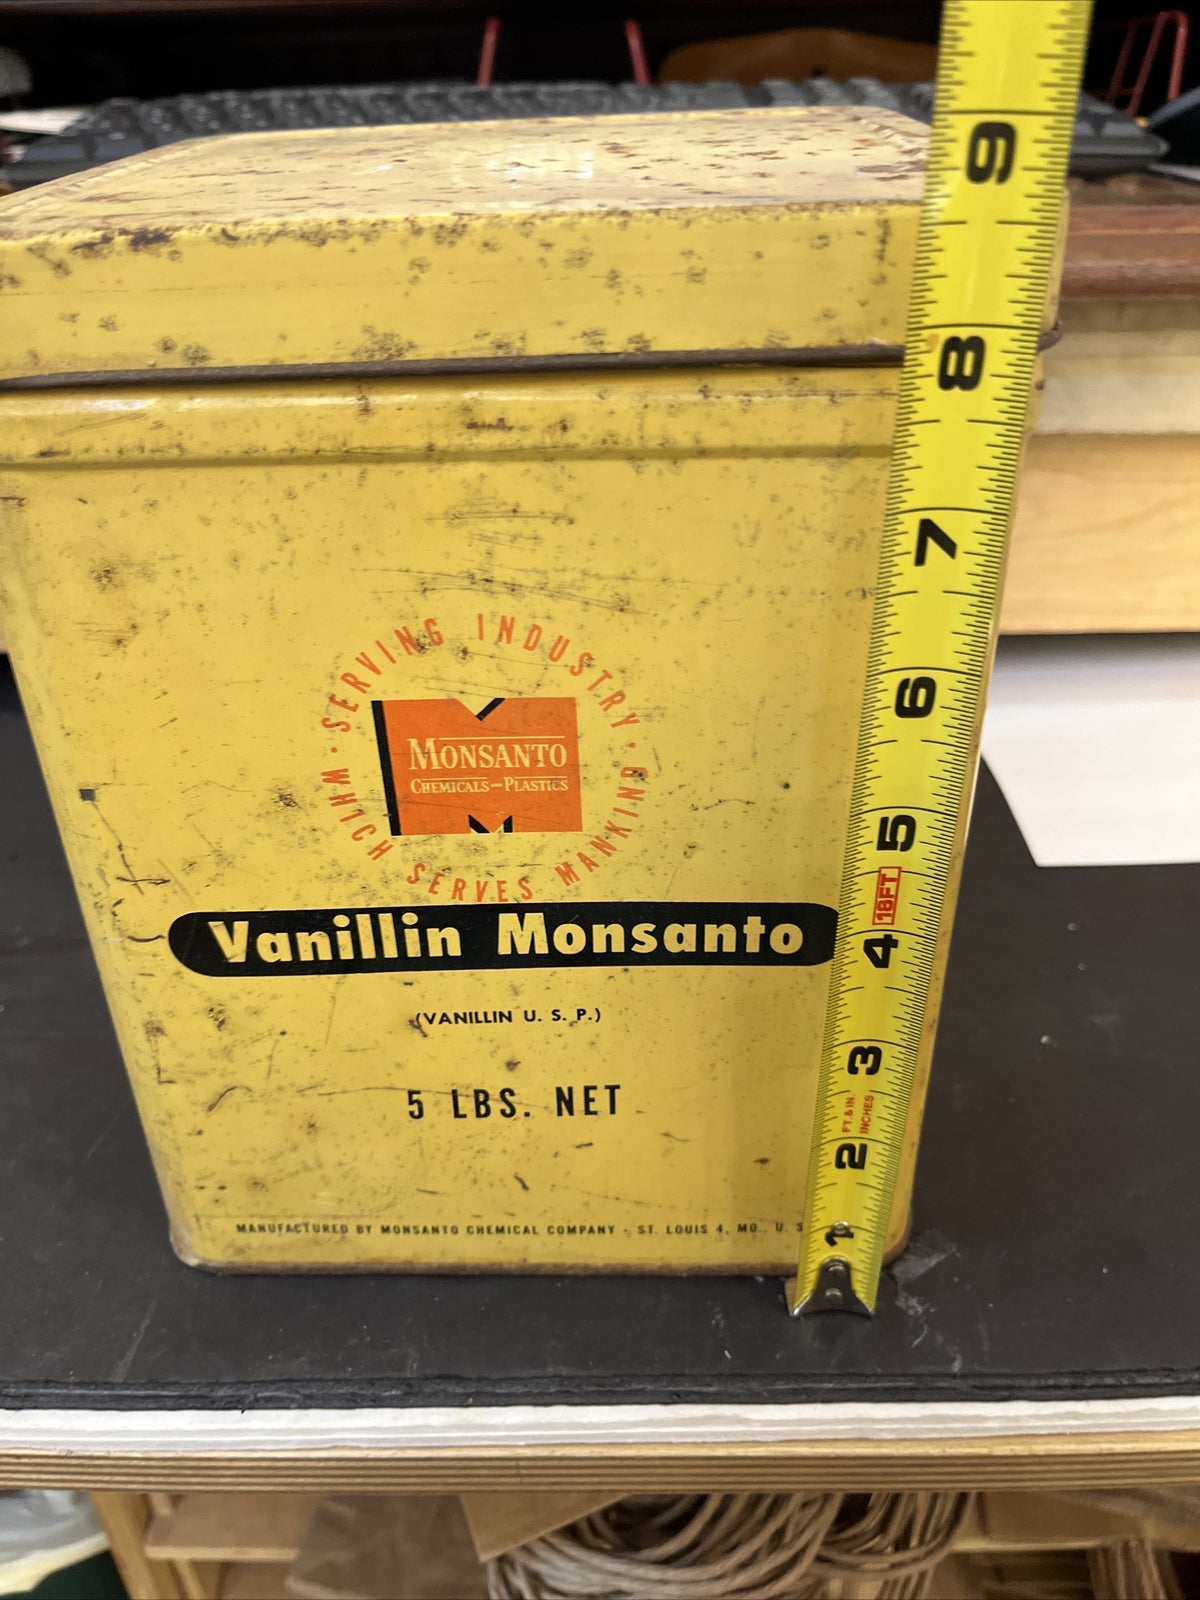 SERVING INDUSTRY · WHICH SERVES MANKIND ·
MONSANTO
CHEMICALS~PLASTICS
Vanillin Monsanto
(VANILLIN U. S. P.)
5 LBS. NET
MANUFACTURED BY MONSANTO CHEMICAL COMPANY - ST. LOUIS 4, MO., U. S
9
8
7
6
5
18FT
4
3
FT. & IN.
INCHES
2
1